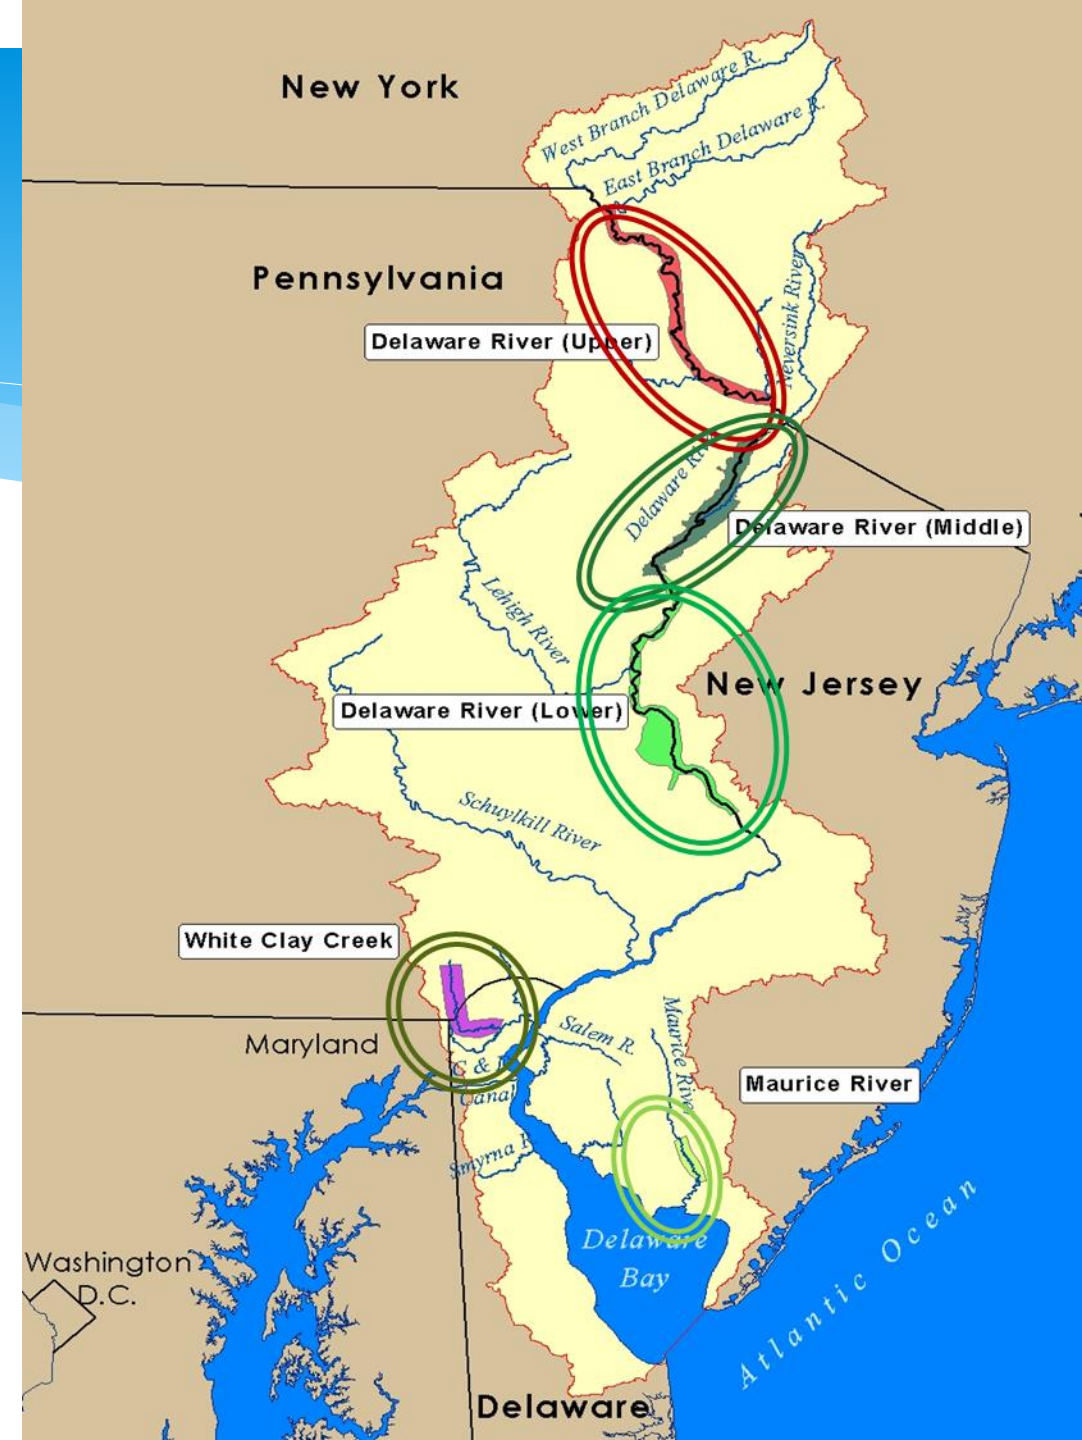 New York
West Branch Delaware R.
East Branch Delaware R.
Pennsylvania
Neversink River
Delaware River (Upper)
Delaware River
Delaware River (Middle)
Lehigh River
New Jersey
Delaware River (Lower)
Schuylkill River
White Clay Creek
Maurice River
Salem R.
Maryland
C & D
Canal
Maurice River
Smyrna R.
Delaware
Bay
Washington
D.C.
Atlantic Ocean
Delaware